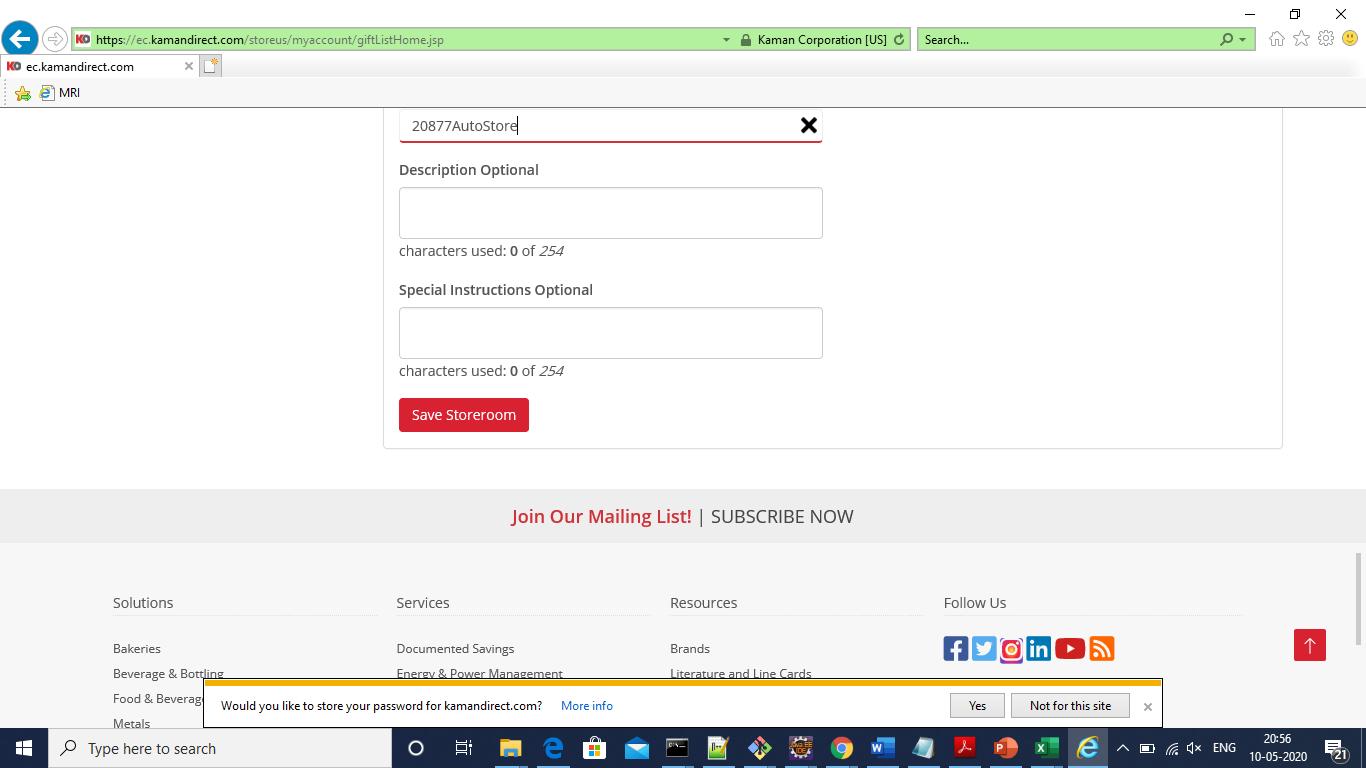 https://ec.kamandirect.com/storeus/myaccount/giftListHome.jsp
Kaman Corporation [US]
Search...
KD ec.kamandirect.com
MRI
20877AutoStore
Description Optional
characters used: 0 of 254
Special Instructions Optional
characters used: 0 of 254
Save Storeroom
Join Our Mailing List! | SUBSCRIBE NOW
Solutions
Services
Resources
Follow Us
Bakeries
Documented Savings
Brands
Beverage & Bottling
Energy & Power Management
Literature and Line Cards
Food & Beverage
Metals
Would you like to store your password for kamandirect.com? More info
Yes
Not for this site
Type here to search
ENG
20:56
10-05-2020
21